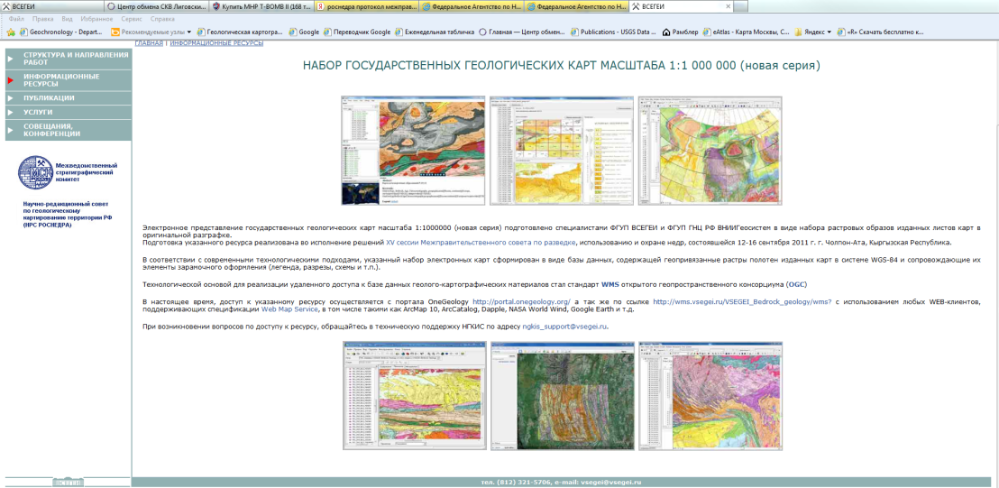 ВСЕГЕИ
Центр обмена СКВ Лиговски...
Купить МНР T-BOMB II (168 т...
роснедра протокол межправ...
Федеральное Агентство по Н...
Федеральное Агентство по Н...
ВСЕГЕИ
Файл Правка Вид Избранное Сервис Справка
Geochronology - Depart...
Рекомендуемые узлы
Геологическая картогра...
Google
Переводчик Google
Еженедельная табличка
Главная — Центр обмен...
Publications - USGS Data ...
Рамблер
eAtlas - Карта Москвы, С...
Яндекс
«R» Скачать бесплатно к...
ГЛАВНАЯ | ИНФОРМАЦИОННЫЕ РЕСУРСЫ
СТРУКТУРА И НАПРАВЛЕНИЯ
РАБОТ
ИНФОРМАЦИОННЫЕ
РЕСУРСЫ
ПУБЛИКАЦИИ
УСЛУГИ
СОВЕЩАНИЯ,
КОНФЕРЕНЦИИ
МСК
Межведомственный
стратиграфический
комитет
Научно-редакционный совет
по геологическому
картированию территории РФ
(НРС РОСНЕДРА)
НАБОР ГОСУДАРСТВЕННЫХ ГЕОЛОГИЧЕСКИХ КАРТ МАСШТАБА 1:1 000 000 (новая серия)
Электронное представление государственных геологических карт масштаба 1:1000000 (новая серия) подготовлено специалистами ФГУП ВСЕГЕИ и ФГУП ГНЦ РФ ВНИИГеосистем в виде набора растровых образов изданных листов карт в
оригинальной разграфке.
Подготовка указанного ресурса реализована во исполнение решений XV сессии Межправительственного совета по разведке, использованию и охране недр, состоявшейся 12-16 сентября 2011 г. г. Чолпон-Ата, Кыргызская Республика.
В соответствии с современными технологическими подходами, указанный набор электронных карт сформирован в виде базы данных, содержащей геопривязанные растры полотен изданных карт в системе WGS-84 и сопровождающие их
элементы зарамочного оформления (легенда, разрезы, схемы и т.п.).
Технологической основой для реализации удаленного доступа к базе данных геолого-картографических материалов стал стандарт WMS открытого геопространственного консорциума (OGC)
В настоящее время, доступ к указанному ресурсу осуществляется с портала OneGeology http://portal.onegeology.org/ а так же по ссылке http://wms.vsegei.ru/VSEGEI_Bedrock_geology/wms? с использованием любых WEB-клиентов,
поддерживающих спецификации Web Map Service, в том числе такими как ArcMap 10, ArcCatalog, Dapple, NASA World Wind, Google Earth и т.д.
При возникновении вопросов по доступу к ресурсу, обращайтесь в техническую поддержку НГКИС по адресу ngkis_support@vsegei.ru.
ВСЕГЕИ
тел. (812) 321-5706, e-mail: vsegei@vsegei.ru